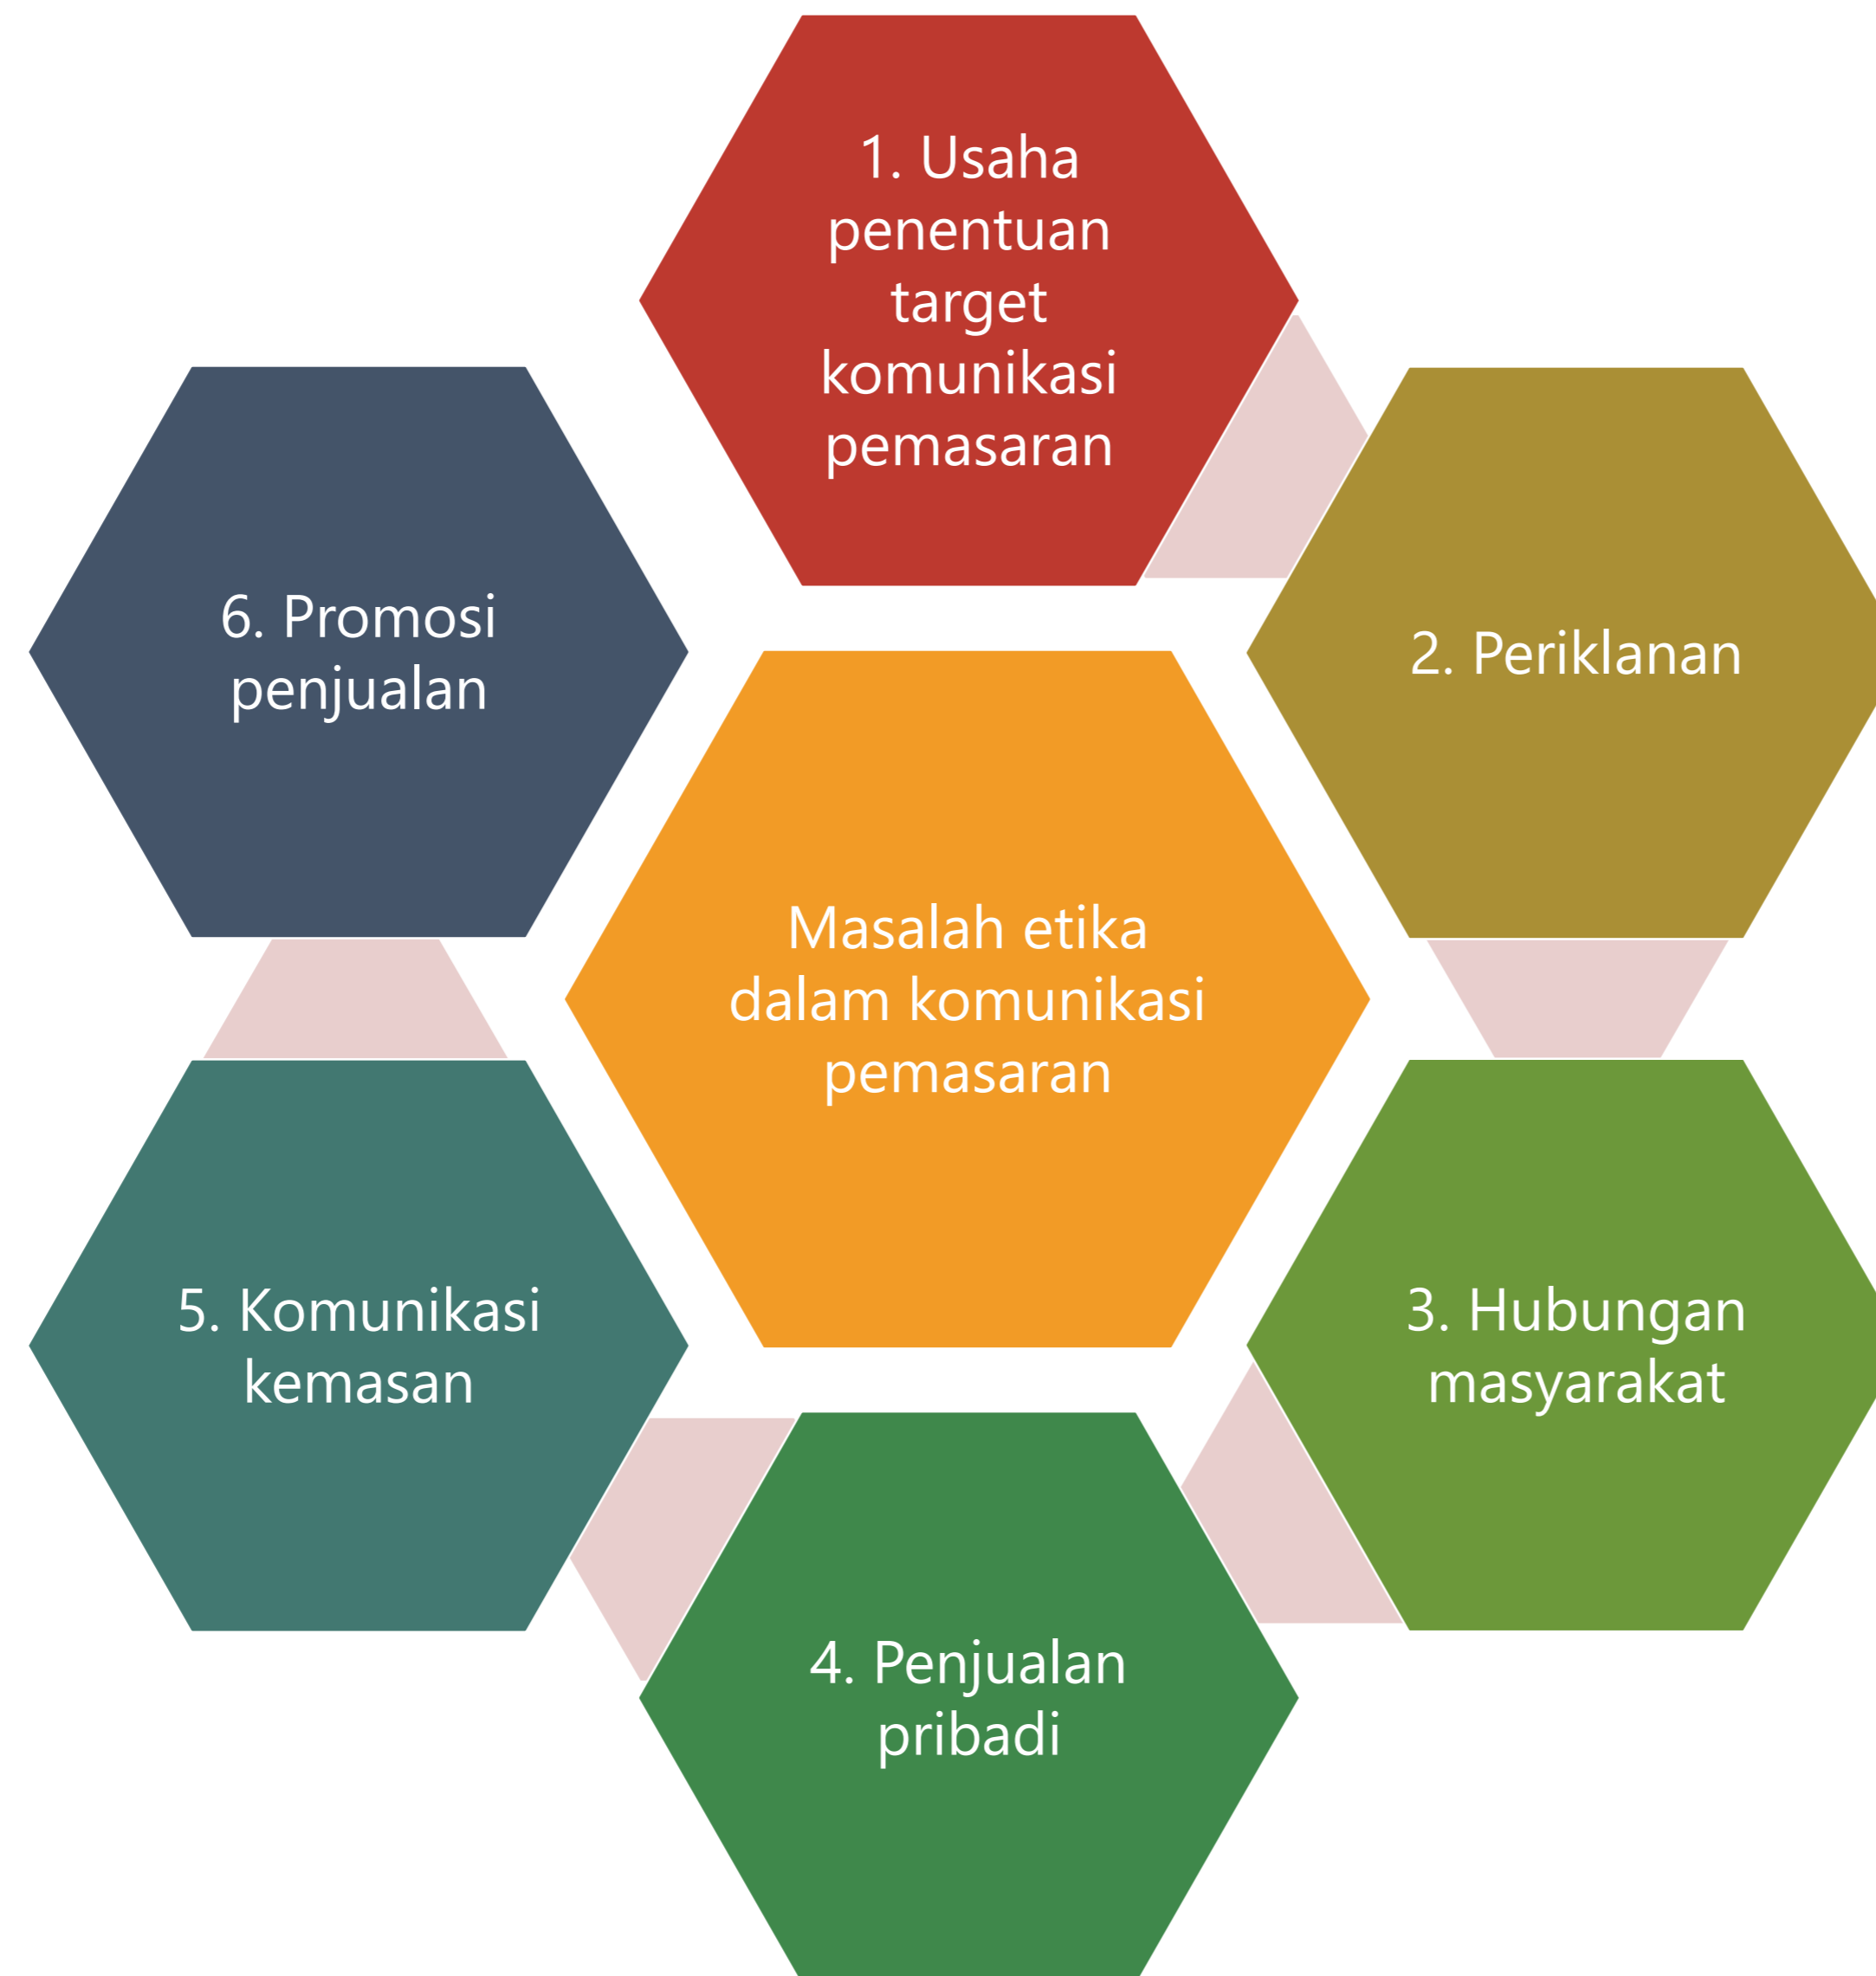 1. Usaha
penentuan
target
komunikasi
pemasaran
2. Periklanan
3. Hubungan
masyarakat
4. Penjualan
pribadi
5. Komunikasi
kemasan
6. Promosi
penjualan
Masalah etika
dalam komunikasi
pemasaran